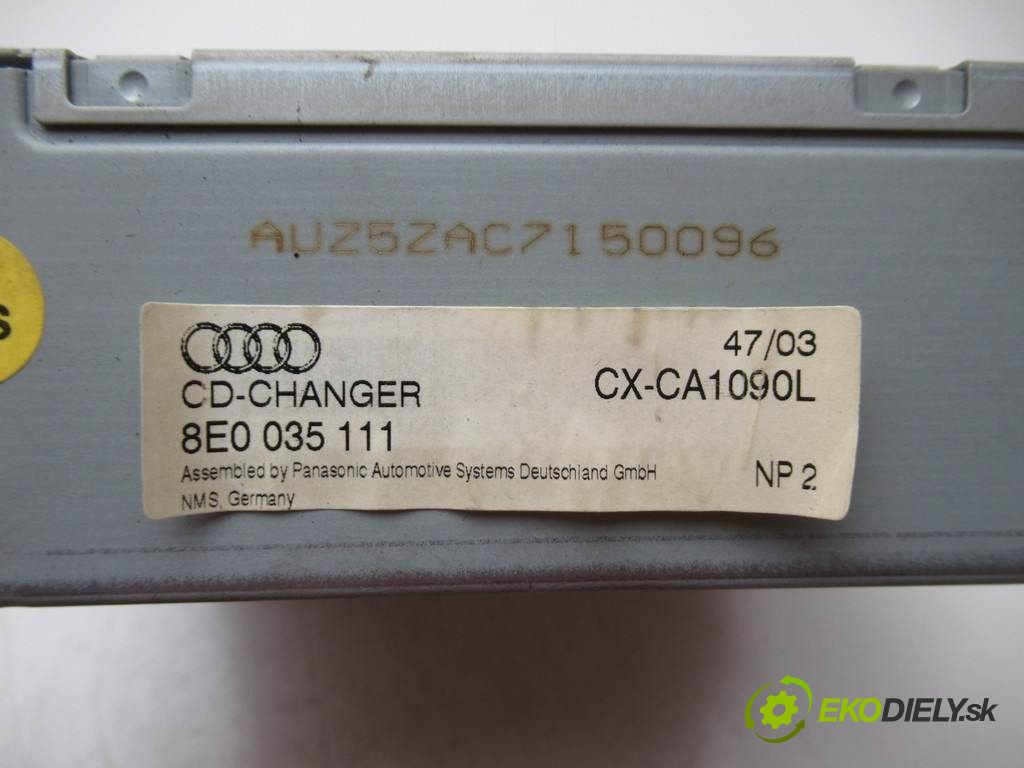 AUZ5ZAC7150096
47/03
CD-CHANGER CX-CA1090L
8E0 035 111
Assembled by Panasonic Automotive Systems Deutschland GmbH
NMS, Germany NP 2
EKODIELY.sk